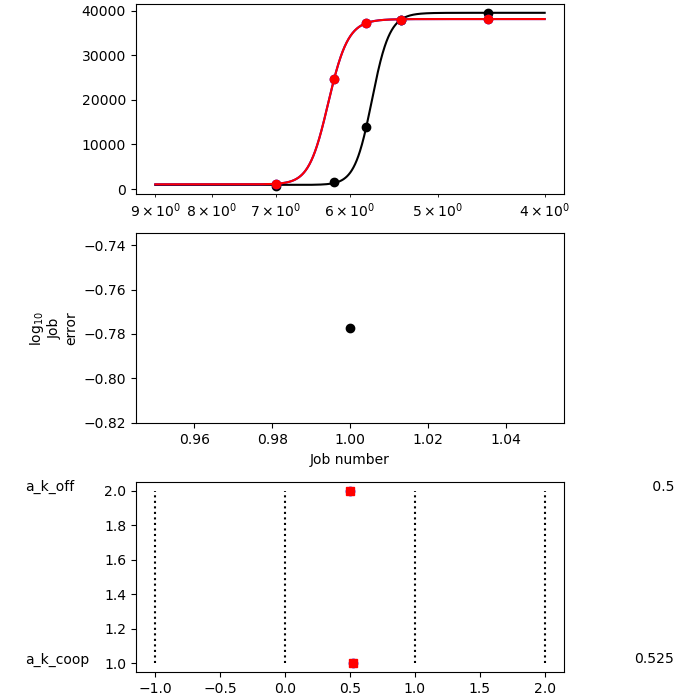 40000
30000
20000
10000
0
9 × 10⁰ 8 × 10⁰ 7 × 10⁰ 6 × 10⁰ 5 × 10⁰ 4 × 10⁰
−0.74
−0.76
−0.78
−0.80
−0.82
log₁₀
Job
error
0.96 0.98 1.00 1.02 1.04
Job number
a_k_off 2.0 0.5
1.8
1.6
1.4
1.2
a_k_coop 1.0 0.525
−1.0 −0.5 0.0 0.5 1.0 1.5 2.0